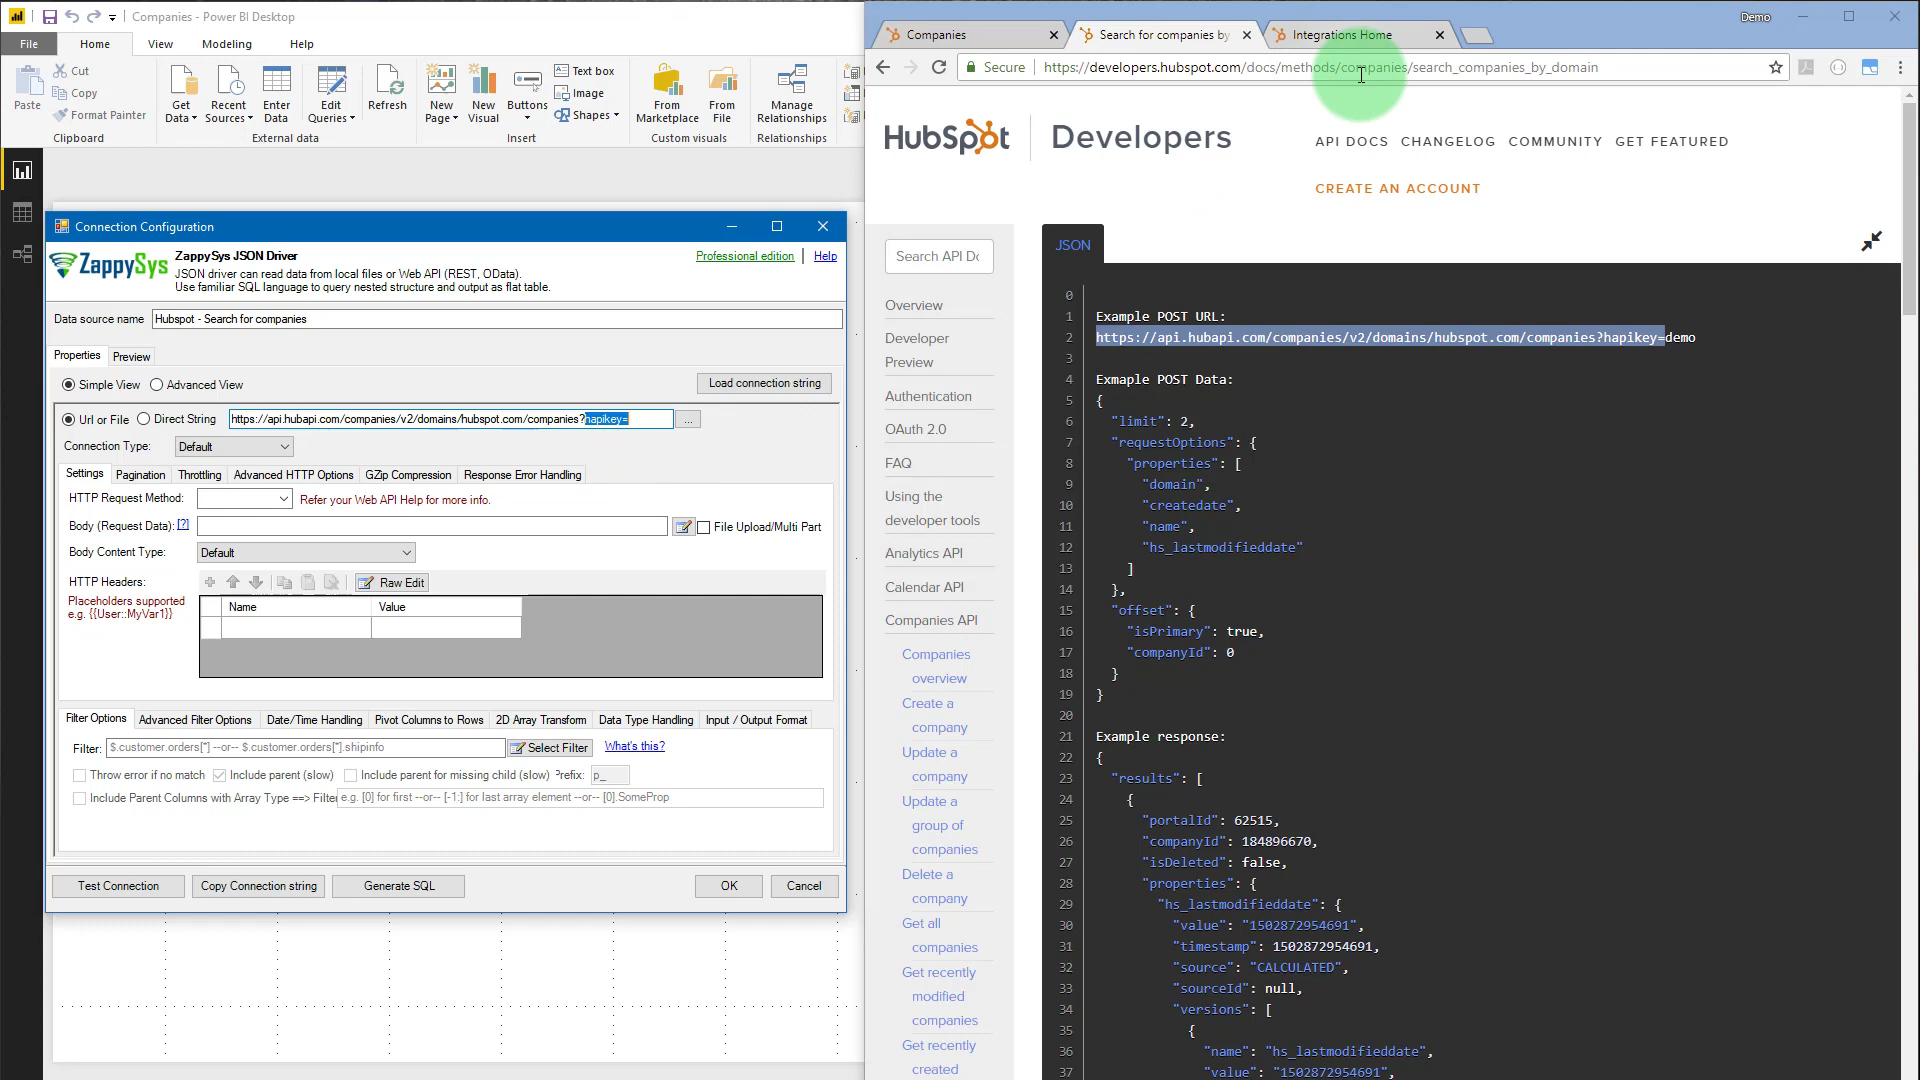 Companies - Power BI Desktop
File
Home
View
Modeling
Help
Paste
Cut
Copy
Format Painter
Clipboard
Get Data
Recent Sources
Enter Data
Edit Queries
Refresh
External data
New Page
New Visual
Buttons
Text box
Image
Shapes
Insert
From Marketplace
From File
Custom visuals
Manage Relationships
Relationships
Connection Configuration
ZappySys
ZappySys JSON Driver
JSON driver can read data from local files or Web API (REST, OData).
Use familiar SQL language to query nested structure and output as flat table.
Professional edition
Help
Data source name
Hubspot - Search for companies
Properties
Preview
Simple View
Advanced View
Load connection string
Url or File
Direct String
https://api.hubapi.com/companies/v2/domains/hubspot.com/companies?hapikey=
...
Connection Type:
Default
Settings
Pagination
Throttling
Advanced HTTP Options
GZip Compression
Response Error Handling
HTTP Request Method:
Refer your Web API Help for more info.
Body (Request Data):
[?]
File Upload/Multi Part
Body Content Type:
Default
HTTP Headers:
Raw Edit
Placeholders supported
e.g. {{User::MyVar1}}
Name
Value
Filter Options
Advanced Filter Options
Date/Time Handling
Pivot Columns to Rows
2D Array Transform
Data Type Handling
Input / Output Format
Filter:
$.customer.orders[*] --or-- $.customer.orders[*].shipinfo
Select Filter
What's this?
Throw error if no match
Include parent (slow)
Include parent for missing child (slow)
Prefix:
p_
Include Parent Columns with Array Type ==> Filter
e.g. [0] for first --or-- [-1:] for last array element --or-- [0].SomeProp
Test Connection
Copy Connection string
Generate SQL
OK
Cancel
Demo
Companies
Search for companies by
Integrations Home
Secure
https://developers.hubspot.com/docs/methods/companies/search_companies_by_domain
HubSpot
Developers
API DOCS
CHANGELOG
COMMUNITY
GET FEATURED
CREATE AN ACCOUNT
Search API Dc
Overview
Developer
Preview
Authentication
OAuth 2.0
FAQ
Using the
developer tools
Analytics API
Calendar API
Companies API
Companies
overview
Create a
company
Update a
company
Update a
group of
companies
Delete a
company
Get all
companies
Get recently
modified
companies
Get recently
created
JSON
0
1 Example POST URL:
2 https://api.hubapi.com/companies/v2/domains/hubspot.com/companies?hapikey=demo
3
4 Exmaple POST Data:
5 {
6 "limit": 2,
7 "requestOptions": {
8 "properties": [
9 "domain",
10 "createdate",
11 "name",
12 "hs_lastmodifieddate"
13 ]
14 },
15 "offset": {
16 "isPrimary": true,
17 "companyId": 0
18 }
19 }
20
21 Example response:
22 {
23 "results": [
24 {
25 "portalId": 62515,
26 "companyId": 184896670,
27 "isDeleted": false,
28 "properties": {
29 "hs_lastmodifieddate": {
30 "value": "1502872954691",
31 "timestamp": 1502872954691,
32 "source": "CALCULATED",
33 "sourceId": null,
34 "versions": [
35 {
36 "name": "hs_lastmodifieddate",
37 "value": "1502872954691",